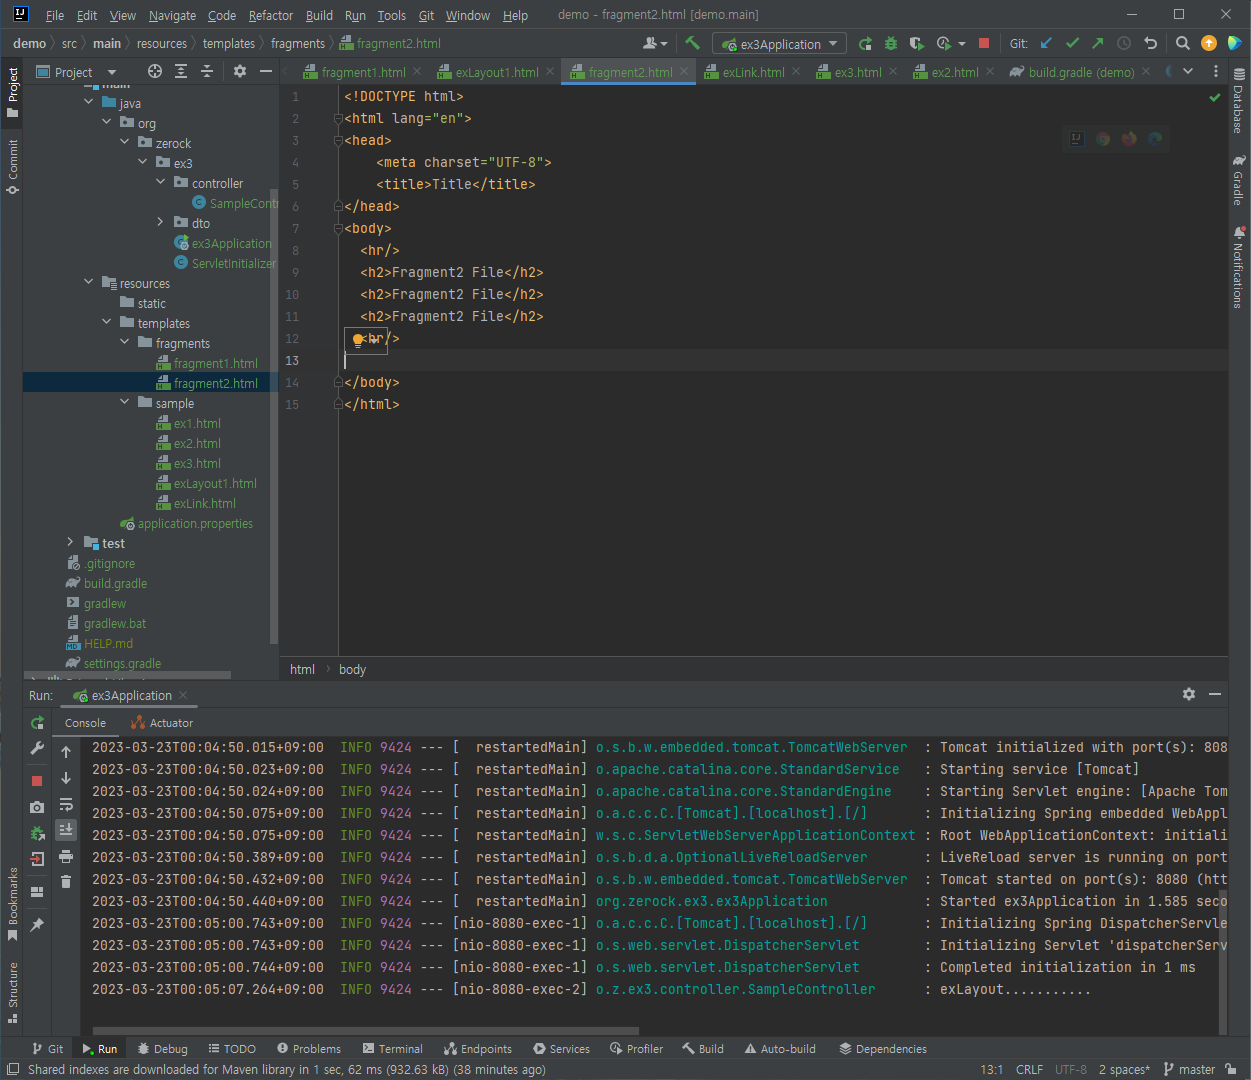 File Edit View Navigate Code Refactor Build Run Tools Git Window Help demo - fragment2.html [demo.main]
demo src main resources templates fragments fragment2.html ex3Application Git:
Project fragment1.html exLayout1.html fragment2.html exLink.html ex3.html ex2.html build.gradle (demo)
Project
Commit
Bookmarks
Structure
main
java
org
zerock
ex3
controller
SampleContr
dto
ex3Application
ServletInitializer
resources
static
templates
fragments
fragment1.html
fragment2.html
sample
ex1.html
ex2.html
ex3.html
exLayout1.html
exLink.html
application.properties
test
.gitignore
build.gradle
gradlew
gradlew.bat
HELP.md
settings.gradle
1 <!DOCTYPE html>
2 <html lang="en">
3 <head>
4 <meta charset="UTF-8">
5 <title>Title</title>
6 </head>
7 <body>
8 <hr/>
9 <h2>Fragment2 File</h2>
10 <h2>Fragment2 File</h2>
11 <h2>Fragment2 File</h2>
12 <hr/>
13
14 </body>
15 </html>
html body
Database
Gradle
Notifications
Run: ex3Application
Console Actuator
2023-03-23T00:04:50.015+09:00 INFO 9424 --- [ restartedMain] o.s.b.w.embedded.tomcat.TomcatWebServer : Tomcat initialized with port(s): 808
2023-03-23T00:04:50.023+09:00 INFO 9424 --- [ restartedMain] o.apache.catalina.core.StandardService : Starting service [Tomcat]
2023-03-23T00:04:50.024+09:00 INFO 9424 --- [ restartedMain] o.apache.catalina.core.StandardEngine : Starting Servlet engine: [Apache Tom
2023-03-23T00:04:50.075+09:00 INFO 9424 --- [ restartedMain] o.a.c.c.C.[Tomcat].[localhost].[/] : Initializing Spring embedded WebAppl
2023-03-23T00:04:50.075+09:00 INFO 9424 --- [ restartedMain] w.s.c.ServletWebServerApplicationContext : Root WebApplicationContext: initiali
2023-03-23T00:04:50.389+09:00 INFO 9424 --- [ restartedMain] o.s.b.d.a.OptionalLiveReloadServer : LiveReload server is running on port
2023-03-23T00:04:50.432+09:00 INFO 9424 --- [ restartedMain] o.s.b.w.embedded.tomcat.TomcatWebServer : Tomcat started on port(s): 8080 (htt
2023-03-23T00:04:50.440+09:00 INFO 9424 --- [ restartedMain] org.zerock.ex3.ex3Application : Started ex3Application in 1.585 seco
2023-03-23T00:05:00.743+09:00 INFO 9424 --- [nio-8080-exec-1] o.a.c.c.C.[Tomcat].[localhost].[/] : Initializing Spring DispatcherServle
2023-03-23T00:05:00.743+09:00 INFO 9424 --- [nio-8080-exec-1] o.s.web.servlet.DispatcherServlet : Initializing Servlet 'dispatcherServ
2023-03-23T00:05:00.744+09:00 INFO 9424 --- [nio-8080-exec-1] o.s.web.servlet.DispatcherServlet : Completed initialization in 1 ms
2023-03-23T00:05:07.264+09:00 INFO 9424 --- [nio-8080-exec-2] o.z.ex3.controller.SampleController : exLayout...........
Git Run Debug TODO Problems Terminal Endpoints Services Profiler Build Auto-build Dependencies
Shared indexes are downloaded for Maven library in 1 sec, 62 ms (932.63 kB) (38 minutes ago) 13:1 CRLF UTF-8 2 spaces* master